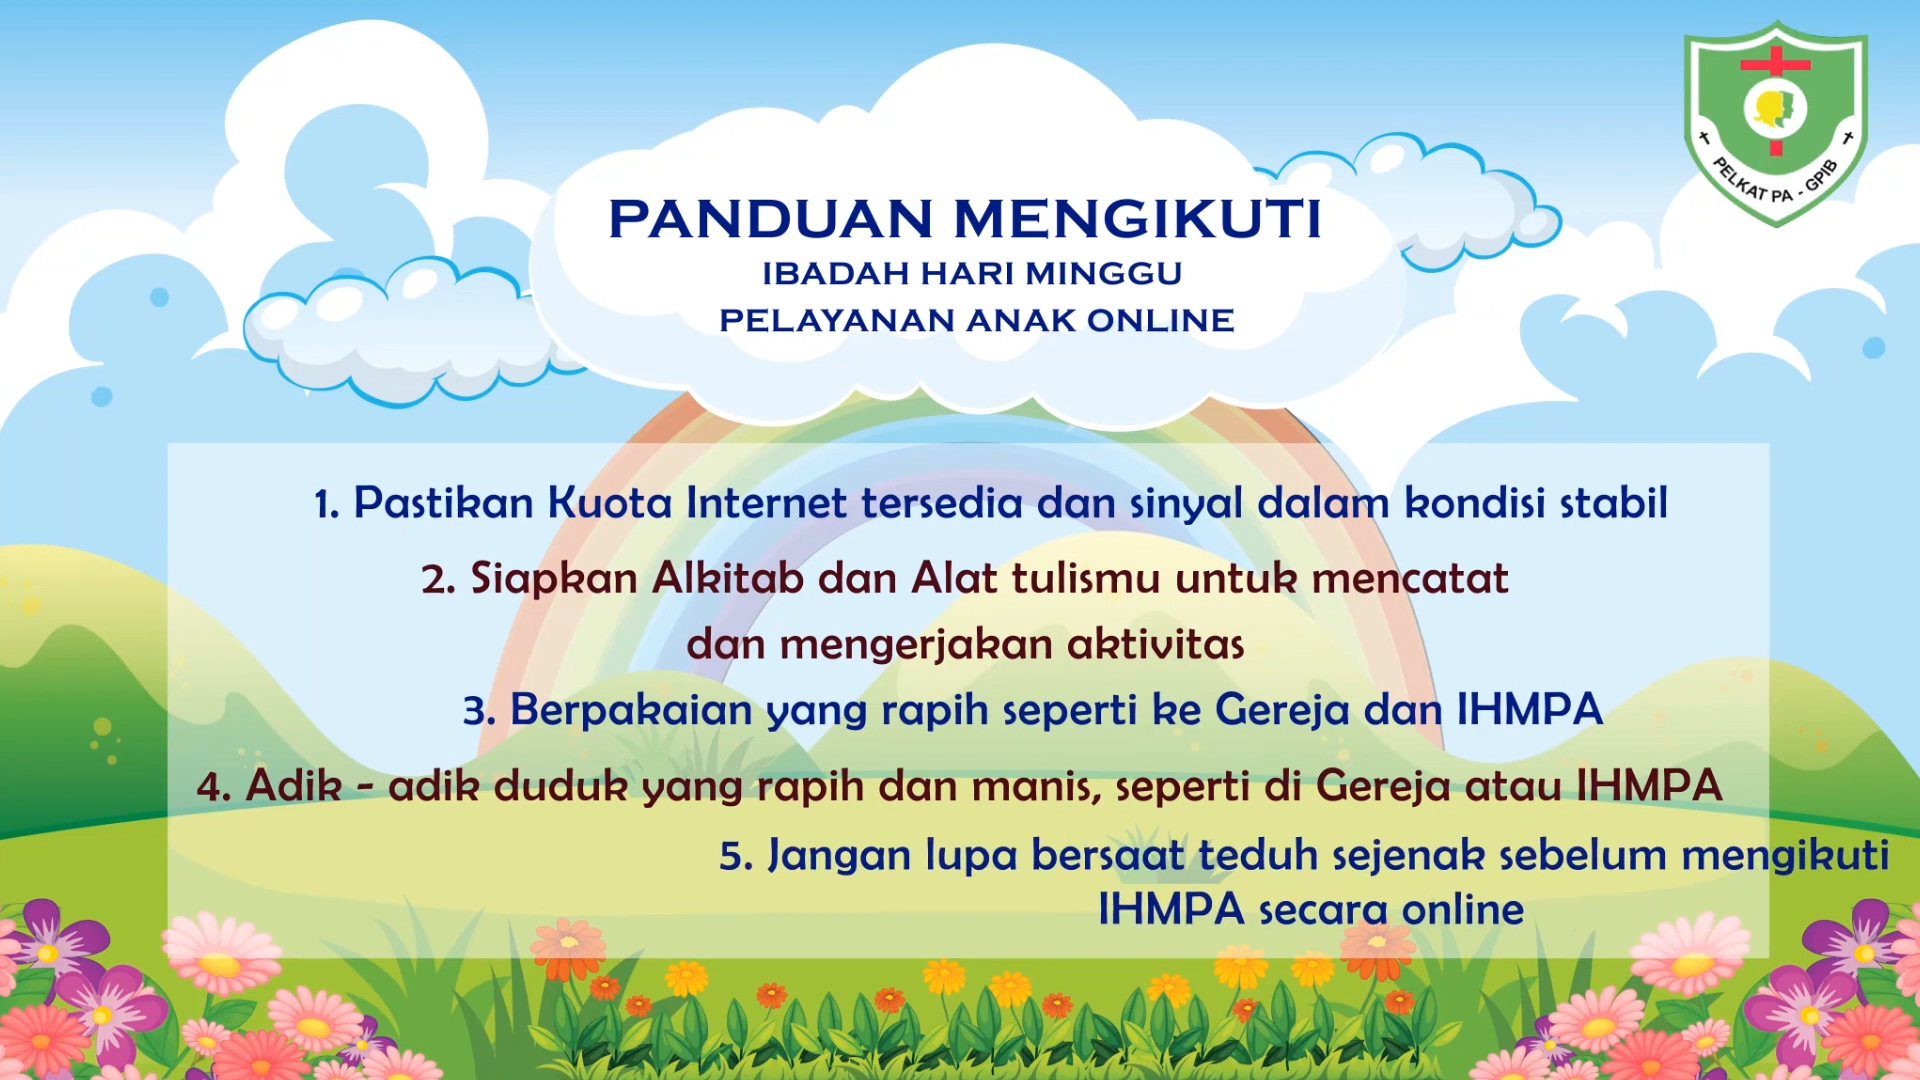 PELKAT PA - GPIB
PANDUAN MENGIKUTI
IBADAH HARI MINGGU
PELAYANAN ANAK ONLINE
1. Pastikan Kuota Internet tersedia dan sinyal dalam kondisi stabil
2. Siapkan Alkitab dan Alat tulismu untuk mencatat
dan mengerjakan aktivitas
3. Berpakaian yang rapih seperti ke Gereja dan IHMPA
4. Adik - adik duduk yang rapih dan manis, seperti di Gereja atau IHMPA
5. Jangan lupa bersaat teduh sejenak sebelum mengikuti
IHMPA secara online